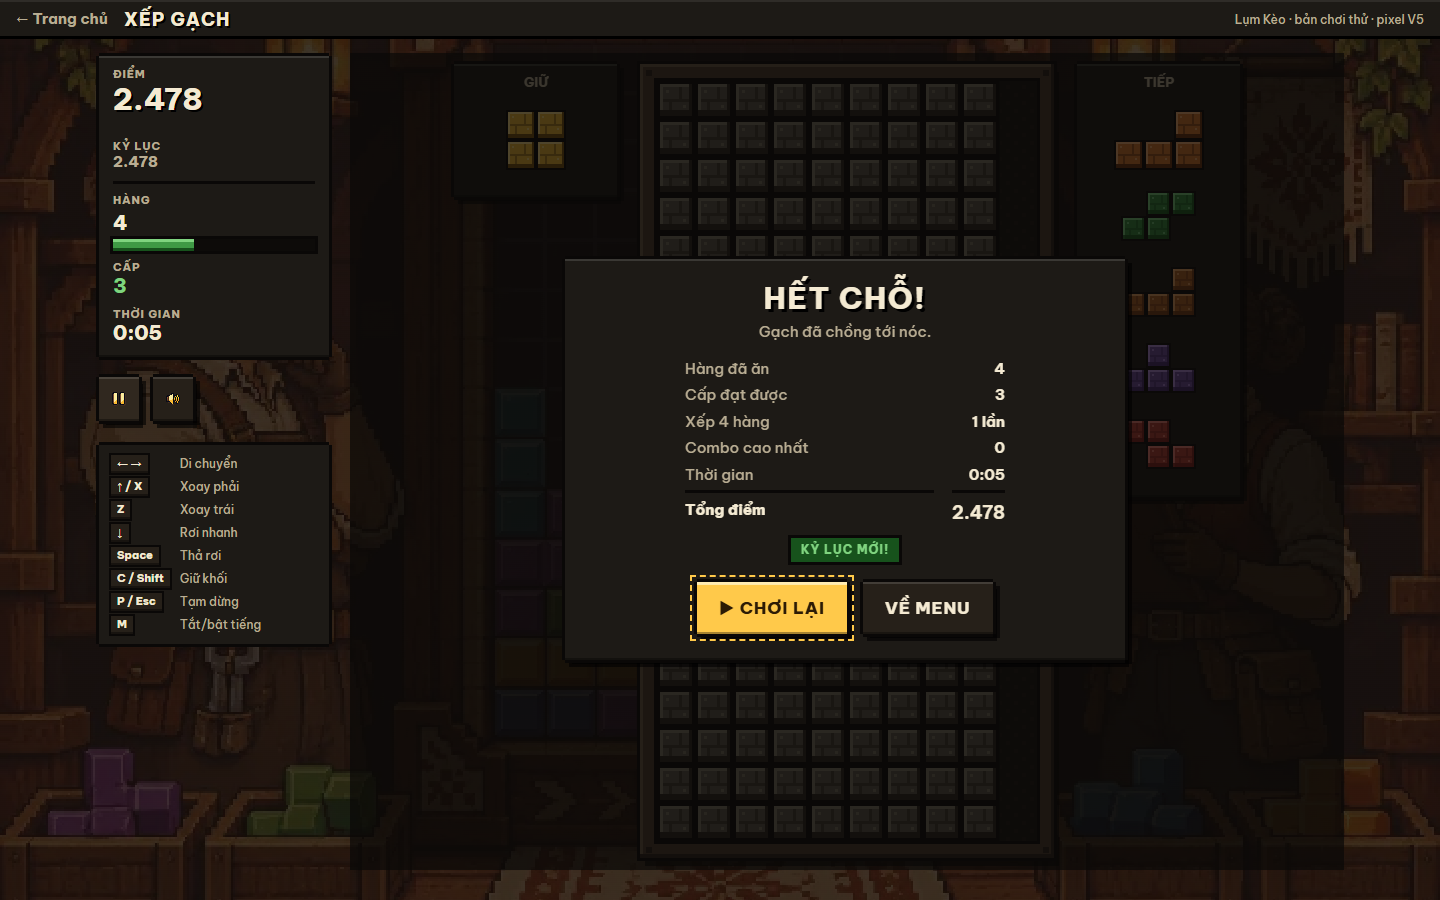 ← Trang chủ XẾP GẠCH
Lụm Kèo · bản chơi thử · pixel V5
ĐIỂM
2.478
KỶ LỤC
2.478
HÀNG
4
CẤP
3
THỜI GIAN
0:05
←→ Di chuyển
↑ / X Xoay phải
Z Xoay trái
↓ Rơi nhanh
Space Thả rơi
C / Shift Giữ khối
P / Esc Tạm dừng
M Tắt/bật tiếng
GIỮ
TIẾP
HẾT CHỖ!
Gạch đã chồng tới nóc.
Hàng đã ăn 4
Cấp đạt được 3
Xếp 4 hàng 1 lần
Combo cao nhất 0
Thời gian 0:05
Tổng điểm 2.478
KỶ LỤC MỚI!
▶ CHƠI LẠI
VỀ MENU